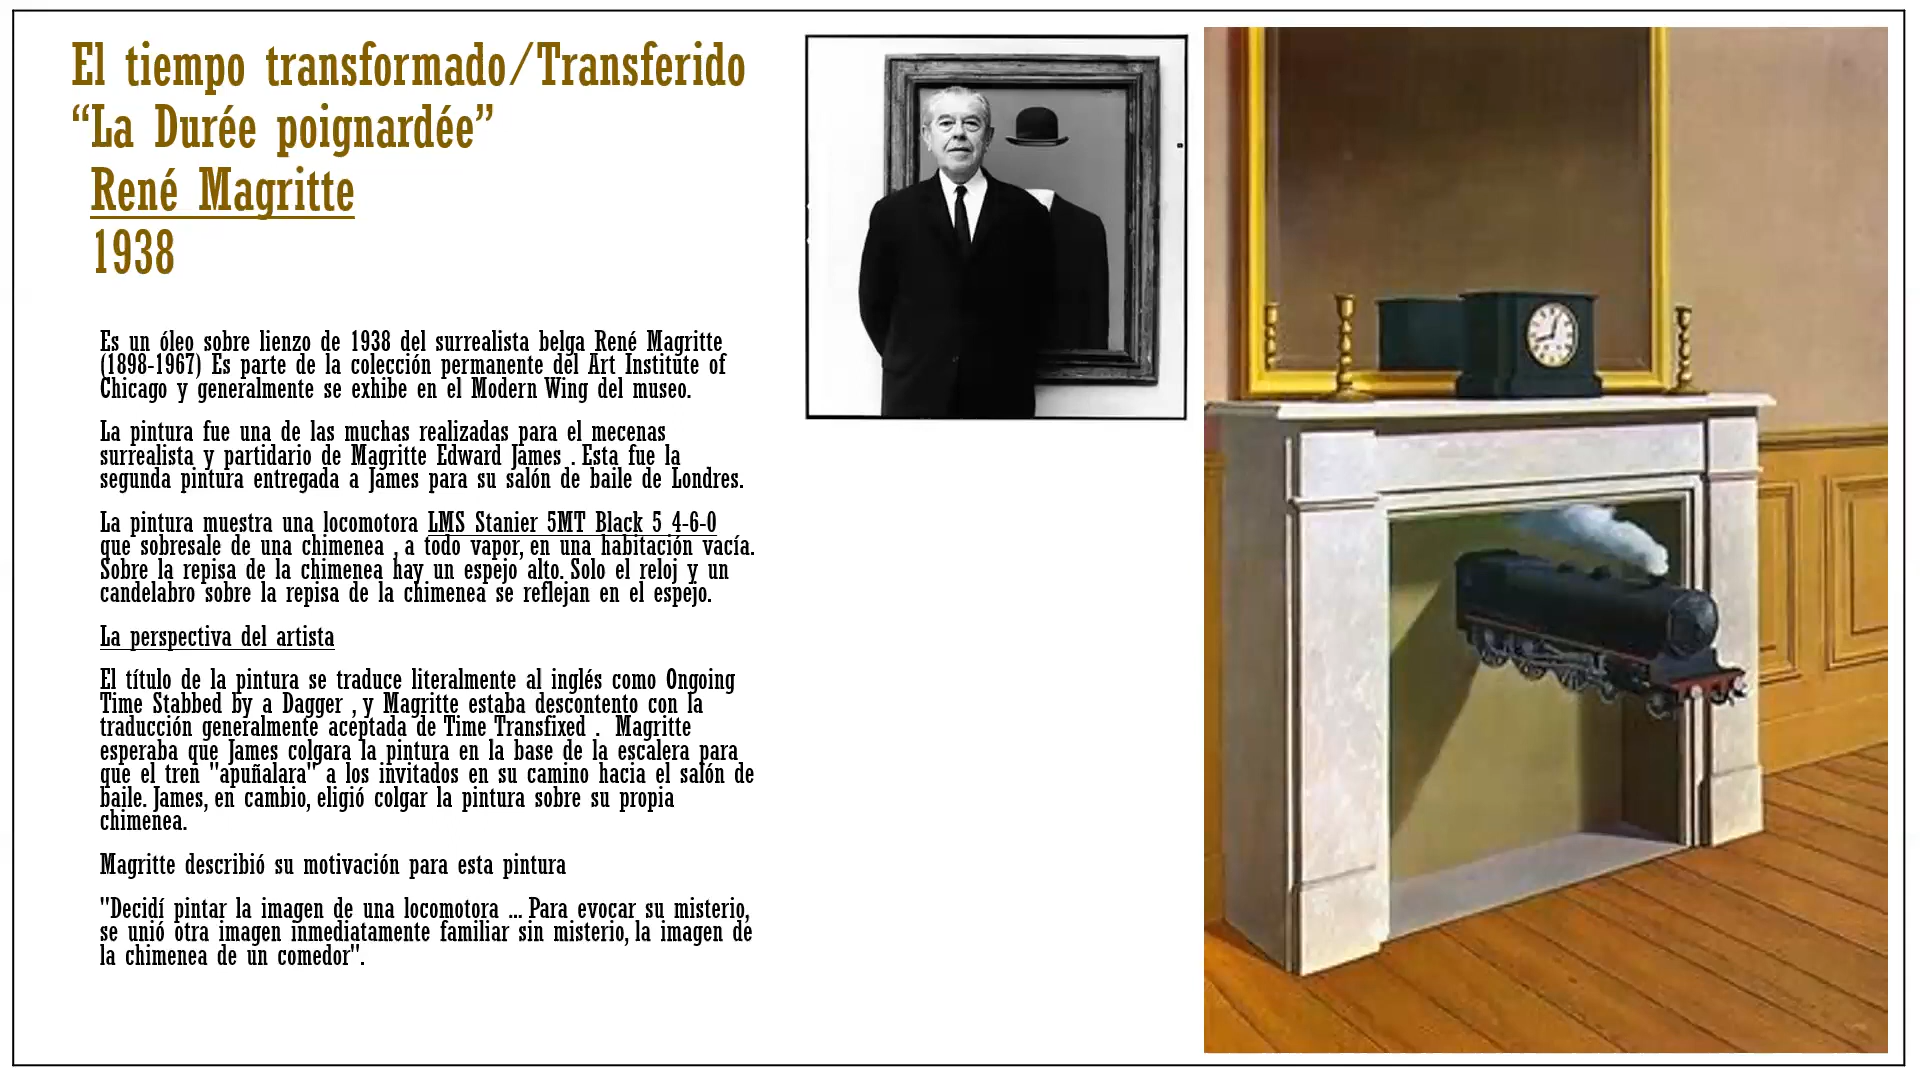 El tiempo transformado/Transferido
“La Durée poignardée”
René Magritte
1938
Es un óleo sobre lienzo de 1938 del surrealista belga René Magritte
(1898-1967) Es parte de la colección permanente del Art Institute of
Chicago y generalmente se exhibe en el Modern Wing del museo.
La pintura fue una de las muchas realizadas para el mecenas
surrealista y partidario de Magritte Edward James . Esta fue la
segunda pintura entregada a James para su salón de baile de Londres.
La pintura muestra una locomotora LMS Stanier 5MT Black 5 4-6-0
que sobresale de una chimenea , a todo vapor, en una habitación vacía.
Sobre la repisa de la chimenea hay un espejo alto. Solo el reloj y un
candelabro sobre la repisa de la chimenea se reflejan en el espejo.
La perspectiva del artista
El título de la pintura se traduce literalmente al inglés como Ongoing
Time Stabbed by a Dagger , y Magritte estaba descontento con la
traducción generalmente aceptada de Time Transfixed .  Magritte
esperaba que James colgara la pintura en la base de la escalera para
que el tren "apuñalara" a los invitados en su camino hacia el salón de
baile. James, en cambio, eligió colgar la pintura sobre su propia
chimenea.
Magritte describió su motivación para esta pintura
"Decidí pintar la imagen de una locomotora ... Para evocar su misterio,
se unió otra imagen inmediatamente familiar sin misterio, la imagen de
la chimenea de un comedor".